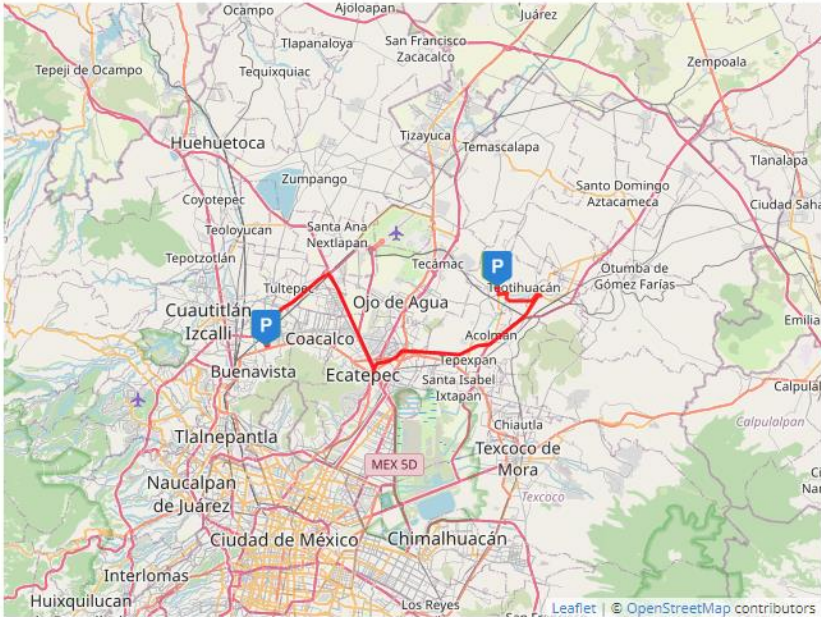 Ocampo
Ajoloapan
Juárez
Tlapanaloya
San Francisco
Zacacalco
Tepeji de Ocampo
Tequixquiac
Zempoala
Tizayuca
Huehuetoca
Temascalapa
Tlanalapa
Zumpango
Santo Domingo
Aztacameca
Coyotepec
Ciudad Saha
Santa Ana
Nextlalpan
Teoloyucan
Tepotzotlán
Tecámac
P
Otumba de
Gómez Farías
Tultepec
Teotihuacán
Cuautitlán
Izcalli
Ojo de Agua
P
Emilia
Coacalco
Acolman
Buenavista
Ecatepec
Tepexpan
Santa Isabel
Ixtapan
Calpulál
Chiautla
Calpulalpan
Tlalnepantla
Texcoco de
Mora
MEX 5D
Naucalpan
de Juárez
Texcoco
Ciudad de México
Chimalhuacán
Interlomas
Huixquilucan
Los Reyes
Leaflet | © OpenStreetMap contributors